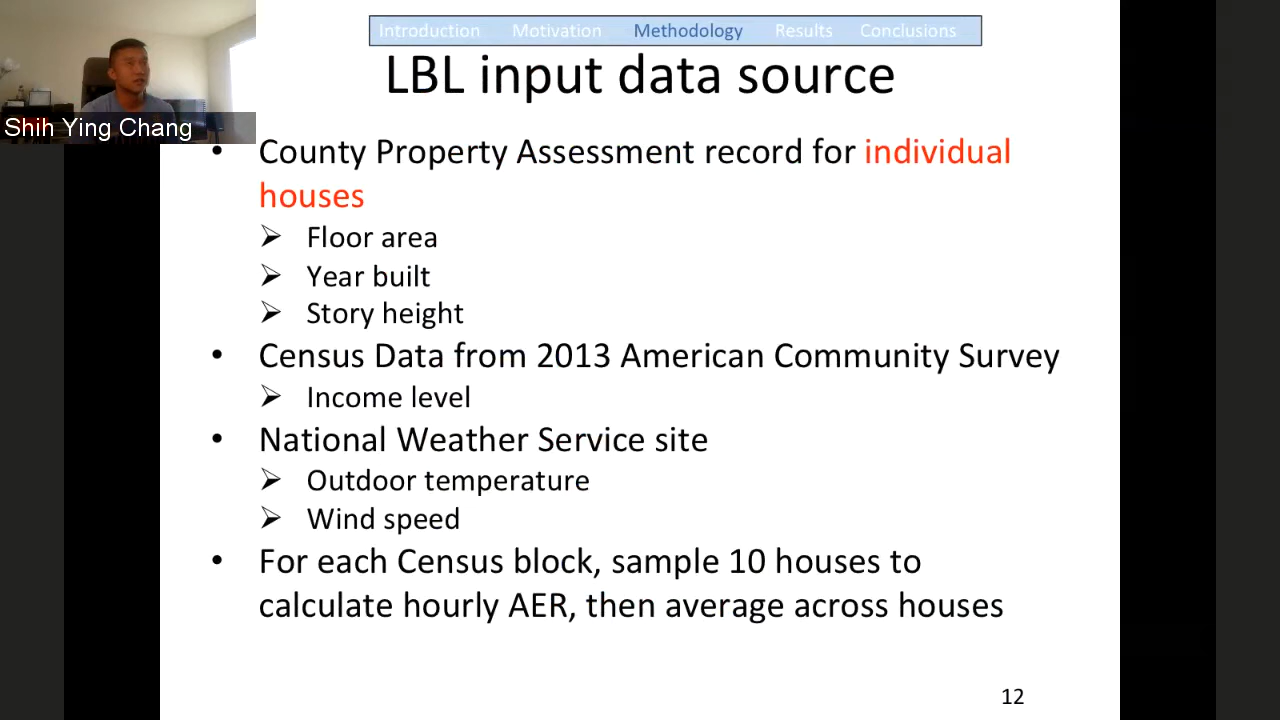 Introduction Motivation Methodology Results Conclusions
LBL input data source
Shih Ying Chang
• County Property Assessment record for individual
houses
➢ Floor area
➢ Year built
➢ Story height
• Census Data from 2013 American Community Survey
➢ Income level
• National Weather Service site
➢ Outdoor temperature
➢ Wind speed
• For each Census block, sample 10 houses to
calculate hourly AER, then average across houses
12